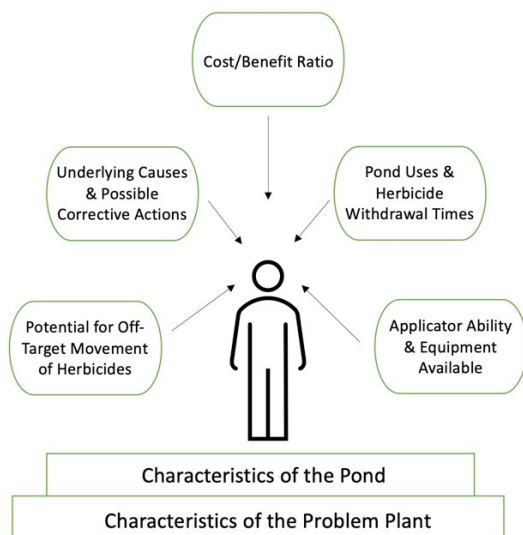 Cost/Benefit Ratio
Underlying Causes
& Possible
Corrective Actions
Pond Uses &
Herbicide
Withdrawal Times
Potential for Off-
Target Movement
of Herbicides
Applicator Ability
& Equipment
Available
Characteristics of the Pond
Characteristics of the Problem Plant